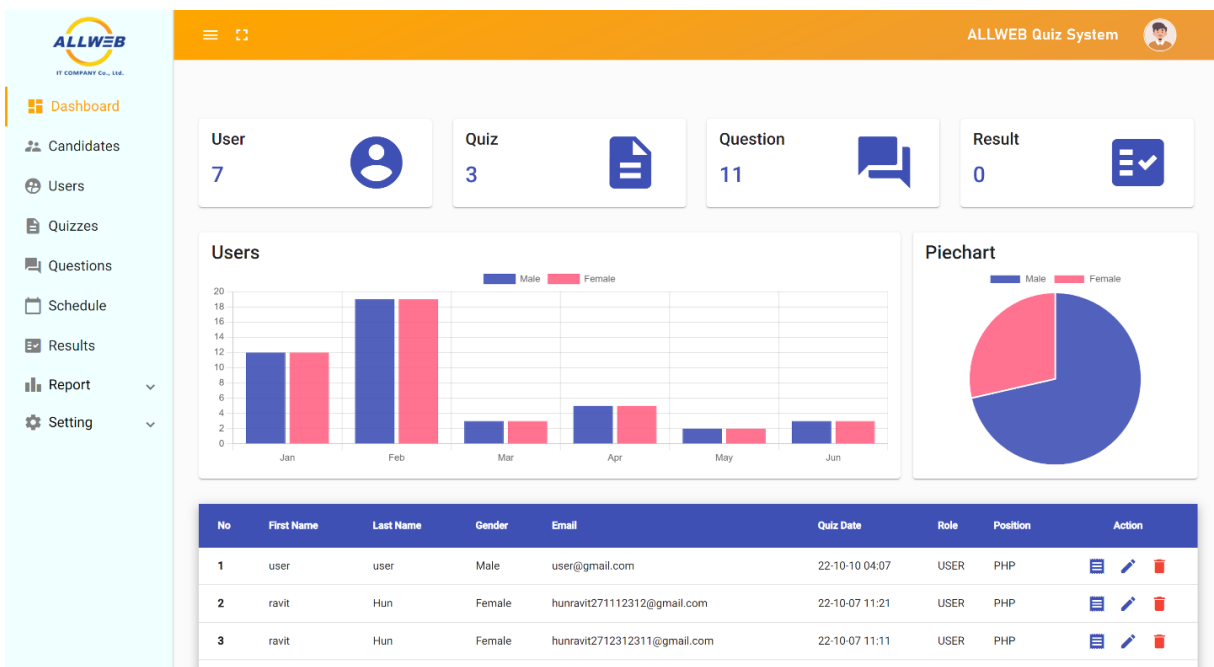 ALLWEB
IT COMPANY Co., Ltd.
Dashboard
Candidates
Users
Quizzes
Questions
Schedule
Results
Report
Setting
ALLWEB Quiz System
User
7
Quiz
3
Question
11
Result
0
Users
Male Female
20
18
16
14
12
10
8
6
4
2
0
Jan Feb Mar Apr May Jun
Piechart
Male Female
No First Name Last Name Gender Email Quiz Date Role Position Action
1 user user Male user@gmail.com 22-10-10 04:07 USER PHP
2 ravit Hun Female hunravit271112312@gmail.com 22-10-07 11:21 USER PHP
3 ravit Hun Female hunravit2712312311@gmail.com 22-10-07 11:11 USER PHP